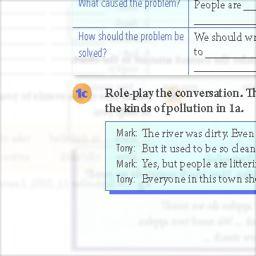 What caused the problem?
People are
How should the problem be
solved?
We should wr
to
1c
Role-play the conversation. Th
the kinds of pollution in 1a.
Mark: The river was dirty. Even
Tony: But it used to be so clean
Mark: Yes, but people are litteri
Tony: Everyone in this town sho